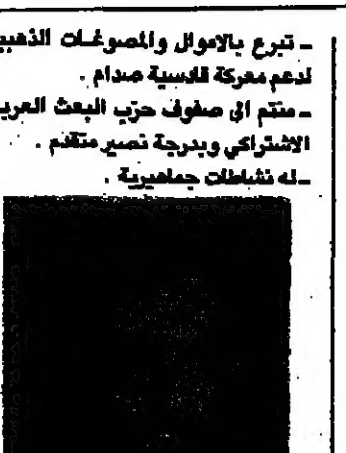 ـ تبرع بالاموال والمصوغات الذهبية
لدعم معركة قادسية صدام .
ـ منتم الى صفوف حزب البعث العربي
الاشتراكي وبدرجة نصير متقدم .
ـ له نشاطات جماهيرية .